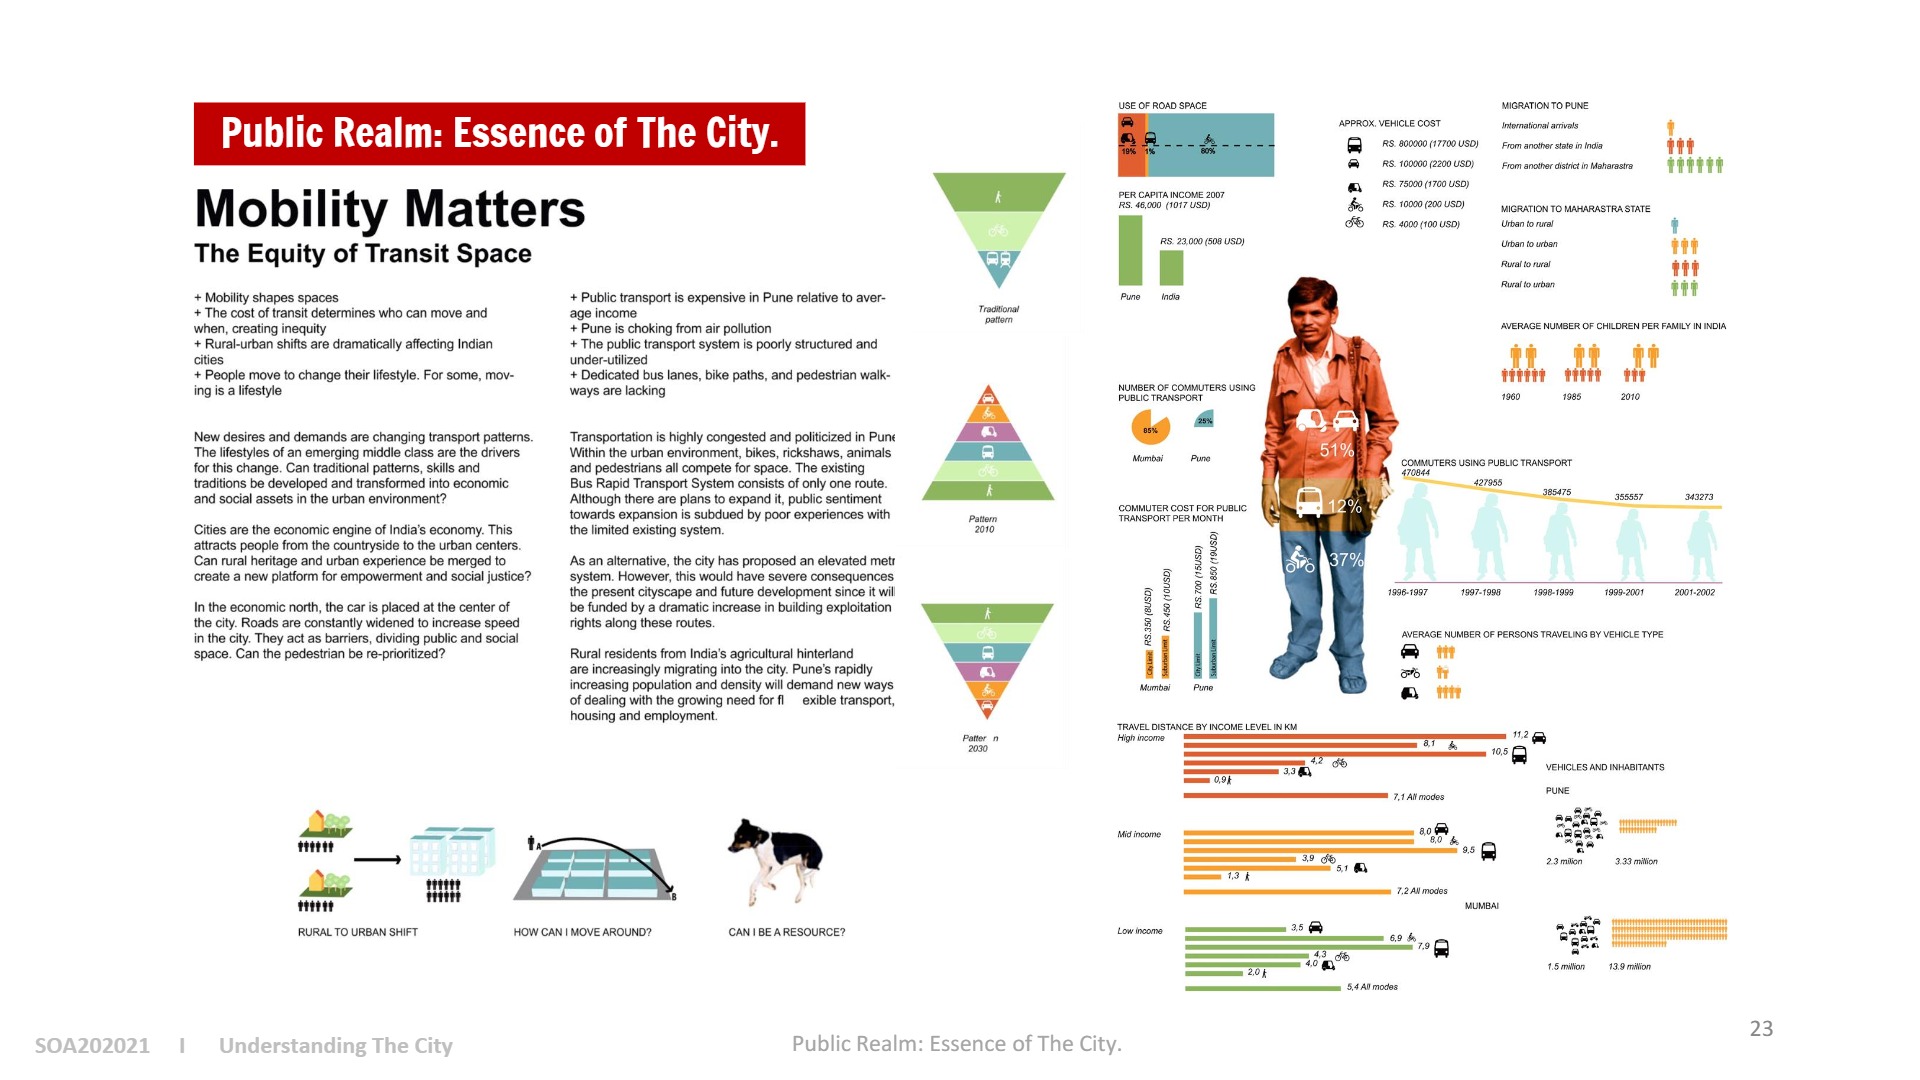 Public Realm: Essence of The City.
Mobility Matters
The Equity of Transit Space
+ Mobility shapes spaces
+ The cost of transit determines who can move and
when, creating inequity
+ Rural-urban shifts are dramatically affecting Indian
cities
+ People move to change their lifestyle. For some, mov-
ing is a lifestyle
New desires and demands are changing transport patterns.
The lifestyles of an emerging middle class are the drivers
for this change. Can traditional patterns, skills and
traditions be developed and transformed into economic
and social assets in the urban environment?
Cities are the economic engine of India's economy. This
attracts people from the countryside to the urban centers.
Can rural heritage and urban experience be merged to
create a new platform for empowerment and social justice?
In the economic north, the car is placed at the center of
the city. Roads are constantly widened to increase speed
in the city. They act as barriers, dividing public and social
space. Can the pedestrian be re-prioritized?
+ Public transport is expensive in Pune relative to aver-
age income
+ Pune is choking from air pollution
+ The public transport system is poorly structured and
under-utilized
+ Dedicated bus lanes, bike paths, and pedestrian walk-
ways are lacking
Transportation is highly congested and politicized in Pune
Within the urban environment, bikes, rickshaws, animals
and pedestrians all compete for space. The existing
Bus Rapid Transport System consists of only one route.
Although there are plans to expand it, public sentiment
towards expansion is subdued by poor experiences with
the limited existing system.
As an alternative, the city has proposed an elevated metr
system. However, this would have severe consequences
the present cityscape and future development since it will
be funded by a dramatic increase in building exploitation
rights along these routes.
Rural residents from India's agricultural hinterland
are increasingly migrating into the city. Pune's rapidly
increasing population and density will demand new ways
of dealing with the growing need for fl exible transport,
housing and employment.
RURAL TO URBAN SHIFT
A
B
HOW CAN I MOVE AROUND?
CAN I BE A RESOURCE?
Traditional
pattern
Pattern
2010
Patter n
2030
USE OF ROAD SPACE
19% 1% 80%
PER CAPITA INCOME 2007
RS. 46,000 (1017 USD)
RS. 23,000 (508 USD)
Pune India
APPROX. VEHICLE COST
RS. 800000 (17700 USD)
RS. 100000 (2200 USD)
RS. 75000 (1700 USD)
RS. 10000 (200 USD)
RS. 4000 (100 USD)
MIGRATION TO PUNE
International arrivals
From another state in India
From another district in Maharastra
MIGRATION TO MAHARASTRA STATE
Urban to rural
Urban to urban
Rural to rural
Rural to urban
AVERAGE NUMBER OF CHILDREN PER FAMILY IN INDIA
1960 1985 2010
NUMBER OF COMMUTERS USING
PUBLIC TRANSPORT
85% 25%
Mumbai Pune
51%
12%
37%
COMMUTER COST FOR PUBLIC
TRANSPORT PER MONTH
City Limit RS.350 (8USD)
Suburban Limit RS.450 (10USD)
City Limit RS.700 (15USD)
Suburban Limit RS.850 (19USD)
Mumbai Pune
COMMUTERS USING PUBLIC TRANSPORT
470844 427955 385475 355557 343273
1996-1997 1997-1998 1998-1999 1999-2001 2001-2002
AVERAGE NUMBER OF PERSONS TRAVELING BY VEHICLE TYPE
TRAVEL DISTANCE BY INCOME LEVEL IN KM
High income
11,2
8,1
10,5
4,2
3,3
0,9
7,1 All modes
Mid income
8,0
8,0
9,5
3,9
5,1
1,3
7,2 All modes
Low income
3,5
6,9
7,9
4,3
4,0
2,0
5,4 All modes
VEHICLES AND INHABITANTS
PUNE
2.3 milion 3.33 million
MUMBAI
1.5 million 13.9 million
SOA202021 I Understanding The City
Public Realm: Essence of The City.
23